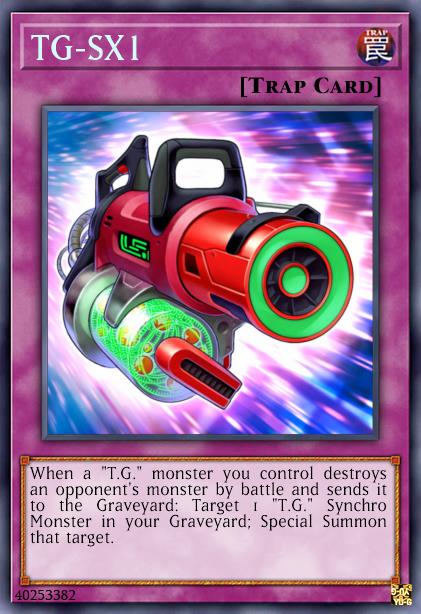 TG-SX1
TRAP
罠
[TRAP CARD]
When a "T.G." monster you control destroys
an opponent's monster by battle and sends it
to the Graveyard: Target 1 "T.G." Synchro
Monster in your Graveyard; Special Summon
that target.
40253382